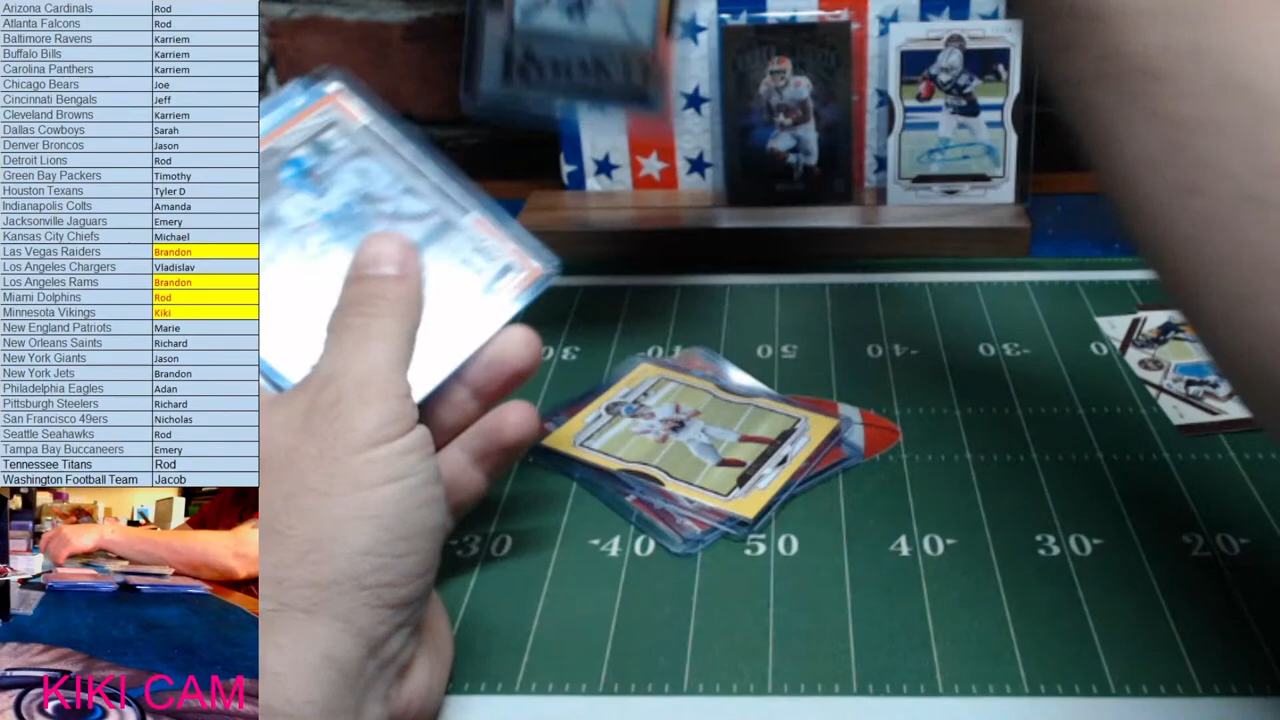 Arizona Cardinals Rod
Atlanta Falcons Rod
Baltimore Ravens Karriem
Buffalo Bills Karriem
Carolina Panthers Karriem
Chicago Bears Joe
Cincinnati Bengals Jeff
Cleveland Browns Karriem
Dallas Cowboys Sarah
Denver Broncos Jason
Detroit Lions Rod
Green Bay Packers Timothy
Houston Texans Tyler D
Indianapolis Colts Amanda
Jacksonville Jaguars Emery
Kansas City Chiefs Michael
Las Vegas Raiders Brandon
Los Angeles Chargers Vladislav
Los Angeles Rams Brandon
Miami Dolphins Rod
Minnesota Vikings Kiki
New England Patriots Marie
New Orleans Saints Richard
New York Giants Jason
New York Jets Brandon
Philadelphia Eagles Adan
Pittsburgh Steelers Richard
San Francisco 49ers Nicholas
Seattle Seahawks Rod
Tampa Bay Buccaneers Emery
Tennessee Titans Rod
Washington Football Team Jacob
KIKI CAM
30 40 50 40 30 0
30 40 50 40 30 20